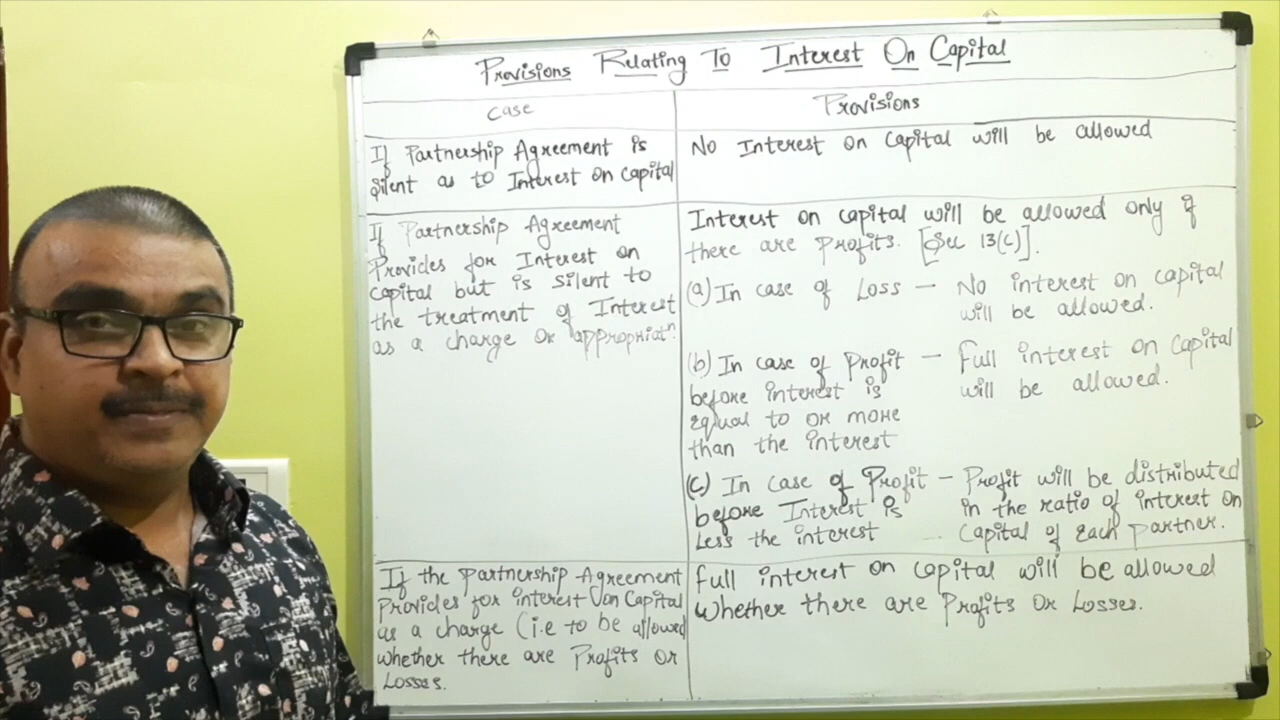 Provisions Relating To Interest On Capital
Case
Provisions
If Partnership Agreement is
Silent as to Interest on Capital
No Interest on Capital will be allowed
If Partnership Agreement
Provides for Interest on
Capital but is silent to
the treatment of Interest
as a charge or appropriatn.
Interest on capital will be allowed only if
there are Profits. [Sec 13(C)].
(a) In case of Loss – No interest on capital
will be allowed.
(b) In case of Profit – Full interest on Capital
before interest is will be allowed.
Equal to or more
than the interest
(c) In case of Profit – Profit will be distributed
before Interest is in the ratio of interest on
Less the interest Capital of each partner.
If the Partnership Agreement
Provides for interest on Capital
as a charge (i.e to be allowed
whether there are Profits or
Losses.
Full interest on capital will be allowed
whether there are Profits or Losses.